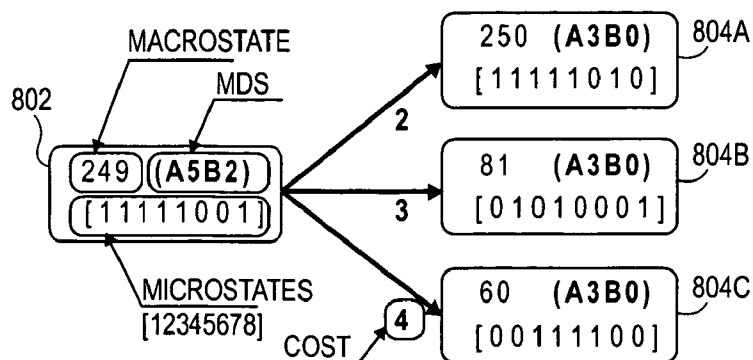 MACROSTATE
MDS
802
249 (A5B2)
[11111001]
MICROSTATES
[12345678]
COST
2
3
4
250 (A3B0)
[11111010]
804A
81 (A3B0)
[01010001]
804B
60 (A3B0)
[00111100]
804C